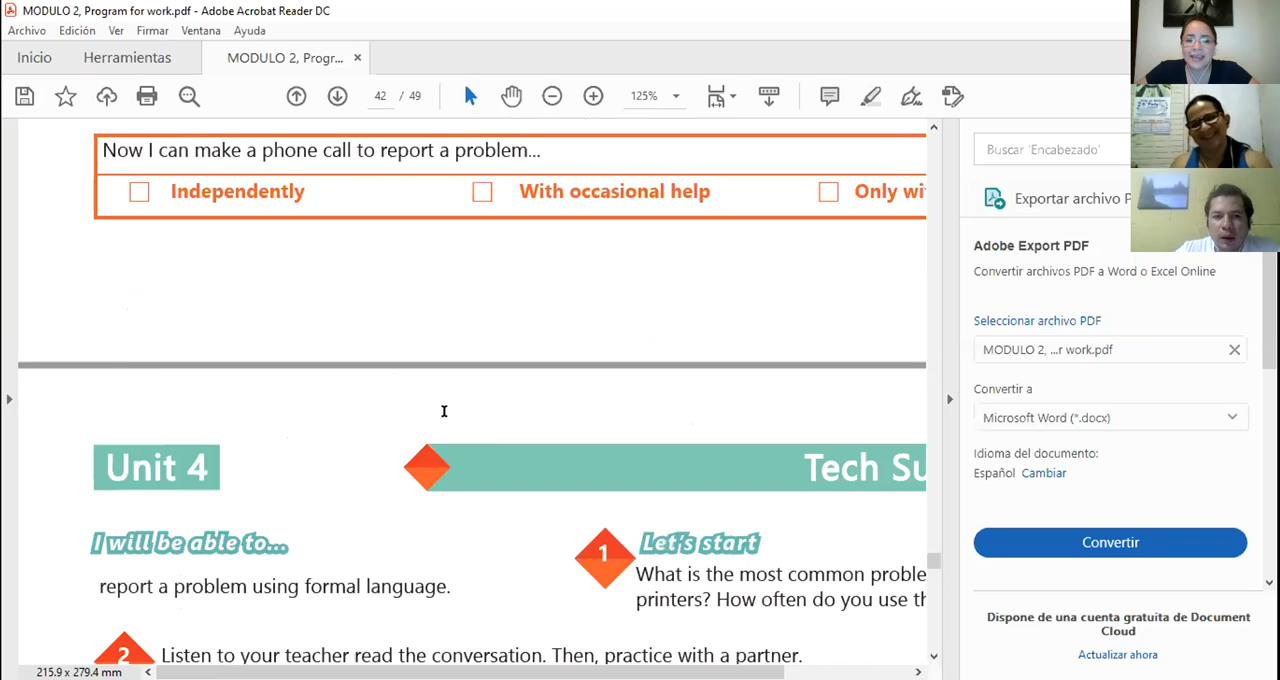 MODULO 2, Program for work.pdf - Adobe Acrobat Reader DC
Archivo Edición Ver Firmar Ventana Ayuda
Inicio Herramientas MODULO 2, Progr... ×
42 / 49 125%
Now I can make a phone call to report a problem...
Independently With occasional help Only wi
Unit 4 Tech Su
I will be able to...
report a problem using formal language.
1 Let's start
What is the most common proble
printers? How often do you use th
2 Listen to your teacher read the conversation. Then, practice with a partner.
215.9 x 279.4 mm
Buscar 'Encabezado'
Exportar archivo P
Adobe Export PDF
Convertir archivos PDF a Word o Excel Online
Seleccionar archivo PDF
MODULO 2, ...r work.pdf
Convertir a
Microsoft Word (*.docx)
Idioma del documento:
Español Cambiar
Convertir
Dispone de una cuenta gratuita de Document
Cloud
Actualizar ahora